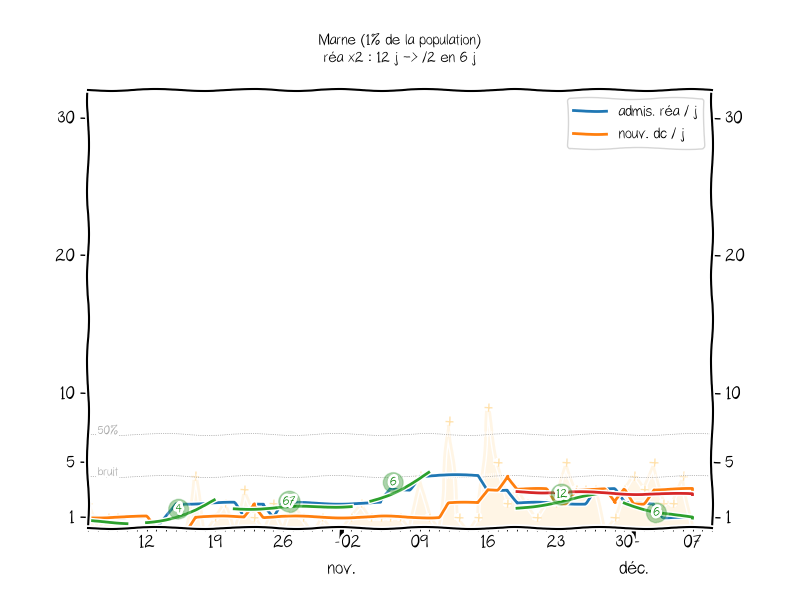 Marne (1% de la population)
réa x2 : 12 j -> /2 en 6 j
admis. réa / j
nouv. dc / j
30 30
20 20
10 10
50%
5 5
bruit
1 1
4 67 6 12 6
12 19 26 02 09 16 23 30 07
nov. déc.